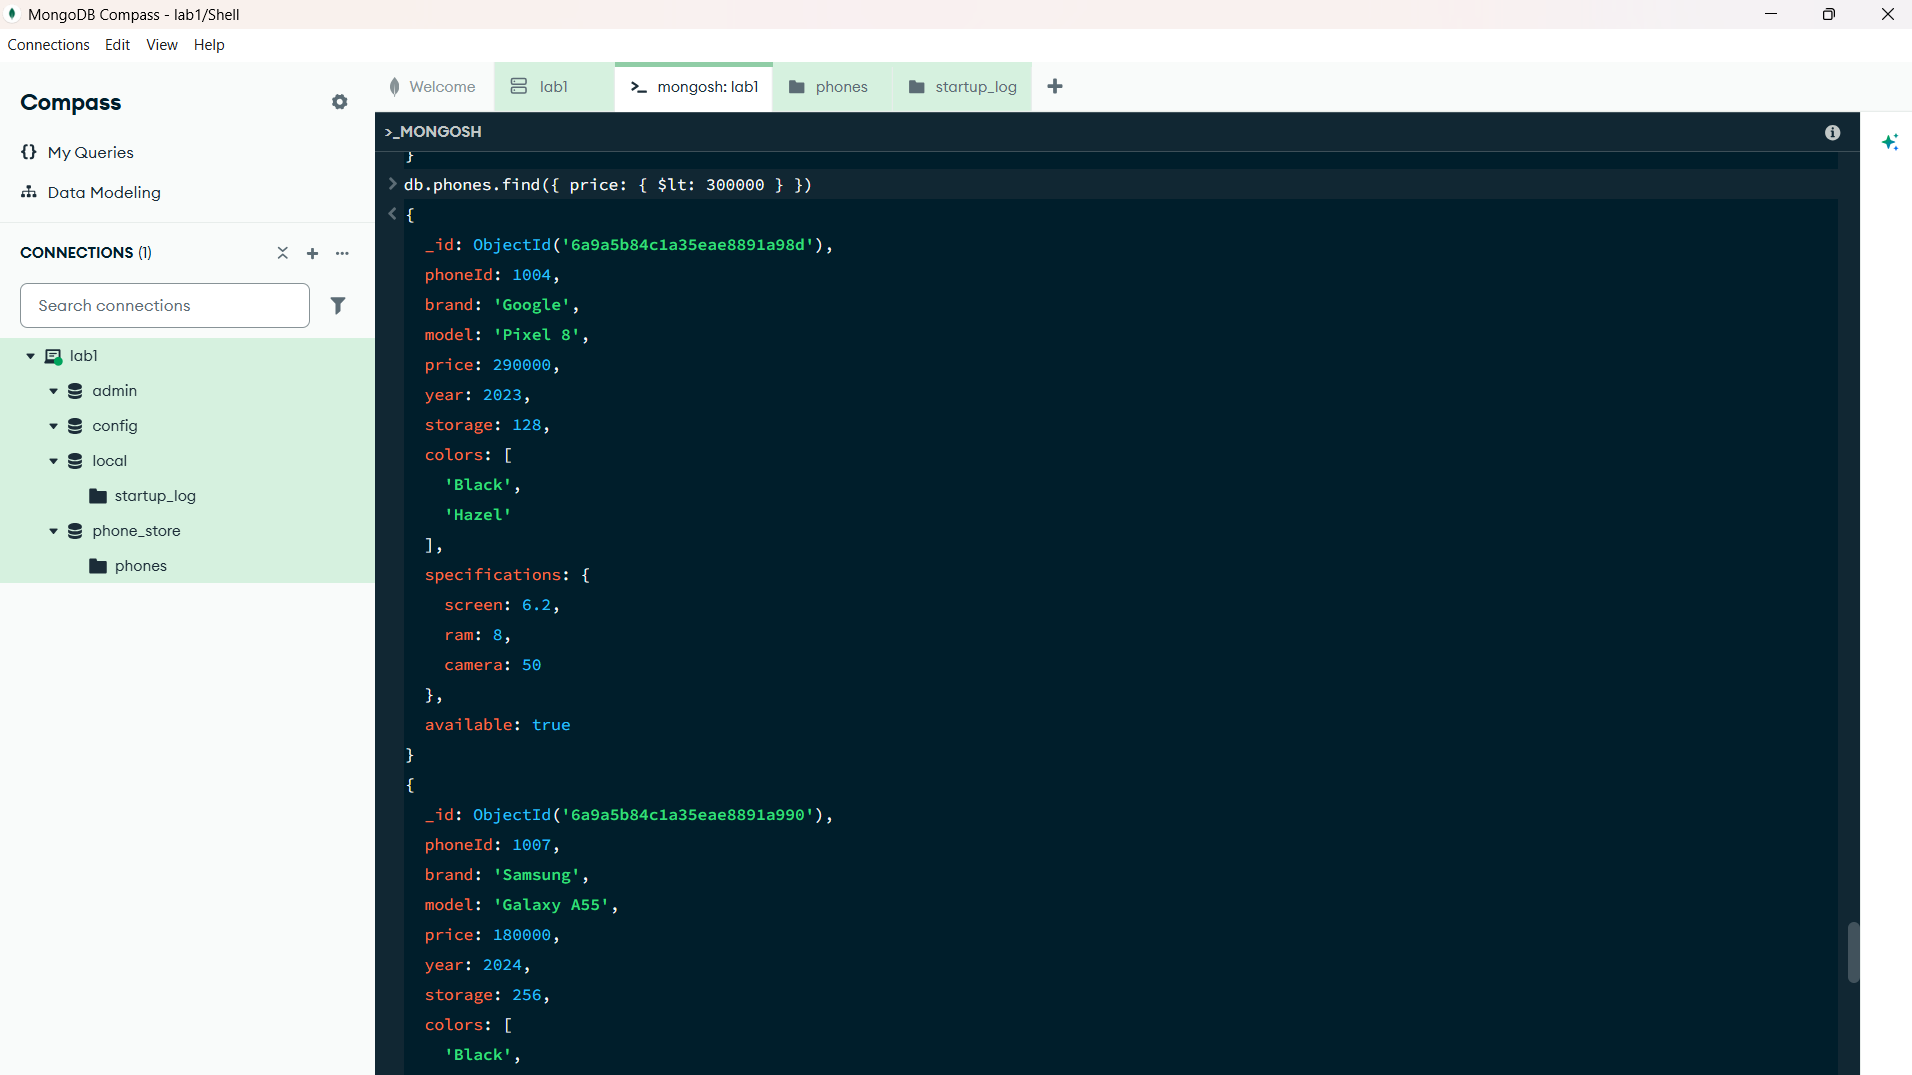 MongoDB Compass - lab1/Shell
Connections Edit View Help
Compass
My Queries
Data Modeling
CONNECTIONS (1)
Search connections
lab1
admin
config
local
startup_log
phone_store
phones
Welcome lab1 mongosh: lab1 phones startup_log
>_MONGOSH
}
db.phones.find({ price: { $lt: 300000 } })
{
_id: ObjectId('6a9a5b84c1a35eae8891a98d'),
phoneId: 1004,
brand: 'Google',
model: 'Pixel 8',
price: 290000,
year: 2023,
storage: 128,
colors: [
'Black',
'Hazel'
],
specifications: {
screen: 6.2,
ram: 8,
camera: 50
},
available: true
}
{
_id: ObjectId('6a9a5b84c1a35eae8891a990'),
phoneId: 1007,
brand: 'Samsung',
model: 'Galaxy A55',
price: 180000,
year: 2024,
storage: 256,
colors: [
'Black',